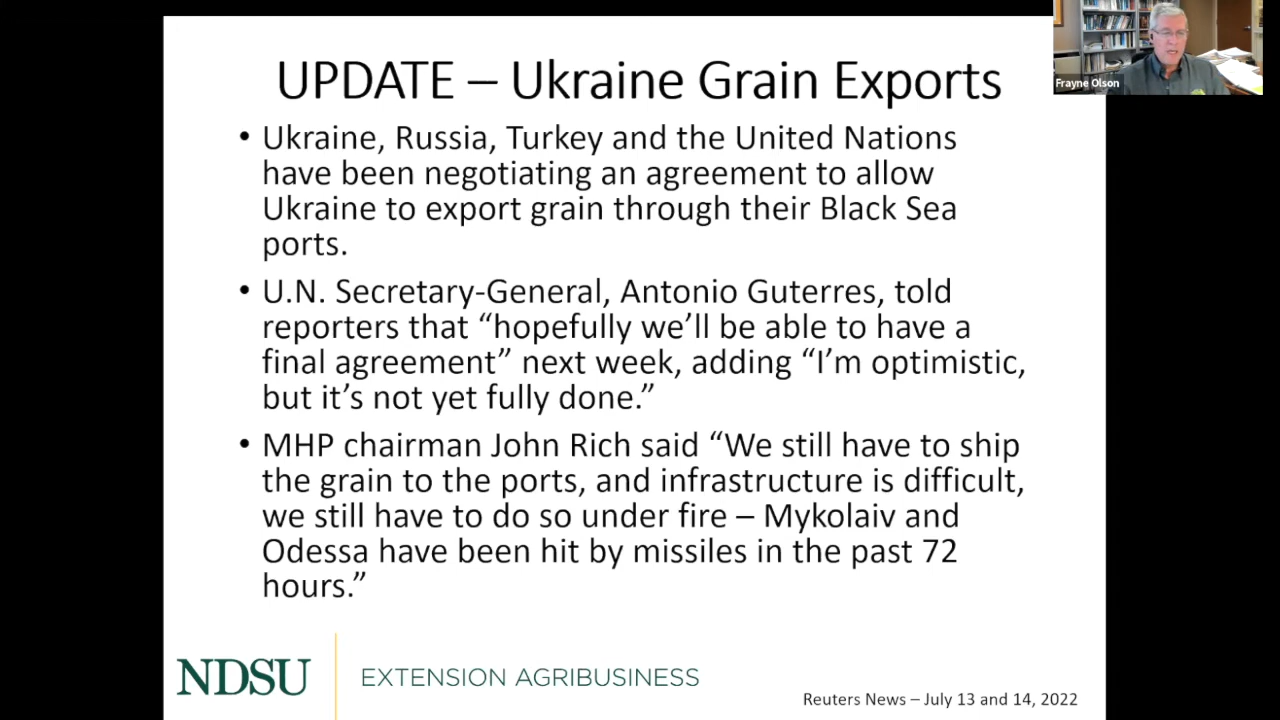 UPDATE – Ukraine Grain Exports
• Ukraine, Russia, Turkey and the United Nations
have been negotiating an agreement to allow
Ukraine to export grain through their Black Sea
ports.
• U.N. Secretary-General, Antonio Guterres, told
reporters that “hopefully we’ll be able to have a
final agreement” next week, adding “I’m optimistic,
but it’s not yet fully done.”
• MHP chairman John Rich said “We still have to ship
the grain to the ports, and infrastructure is difficult,
we still have to do so under fire – Mykolaiv and
Odessa have been hit by missiles in the past 72
hours.”
NDSU EXTENSION AGRIBUSINESS
Reuters News – July 13 and 14, 2022
Frayne Olson